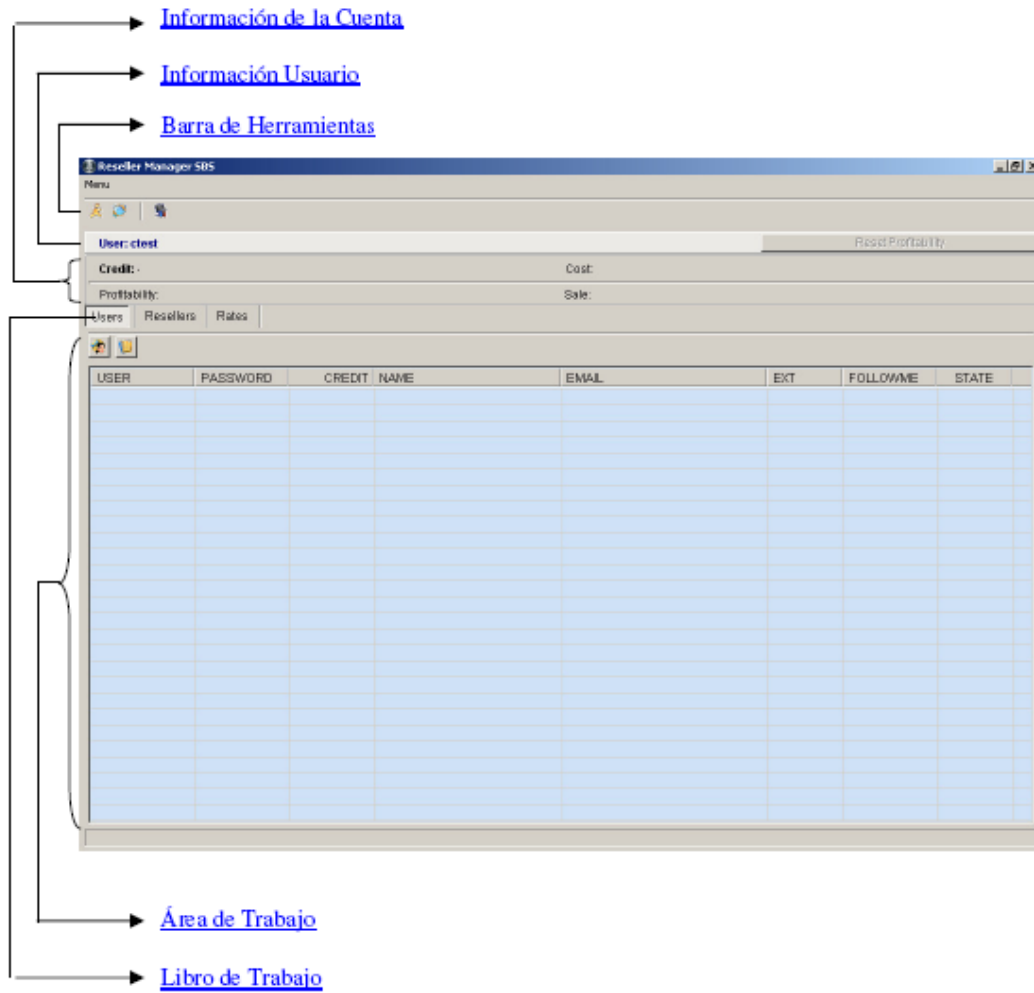 Información de la Cuenta
Información Usuario
Barra de Herramientas
Reseller Manager SBS
Menu
User: ctest Reset Profitability
Credit: - Cost:
Profitability: Sale:
Users Resellers Rates
USER PASSWORD CREDIT NAME EMAIL EXT FOLLOWME STATE
Área de Trabajo
Libro de Trabajo